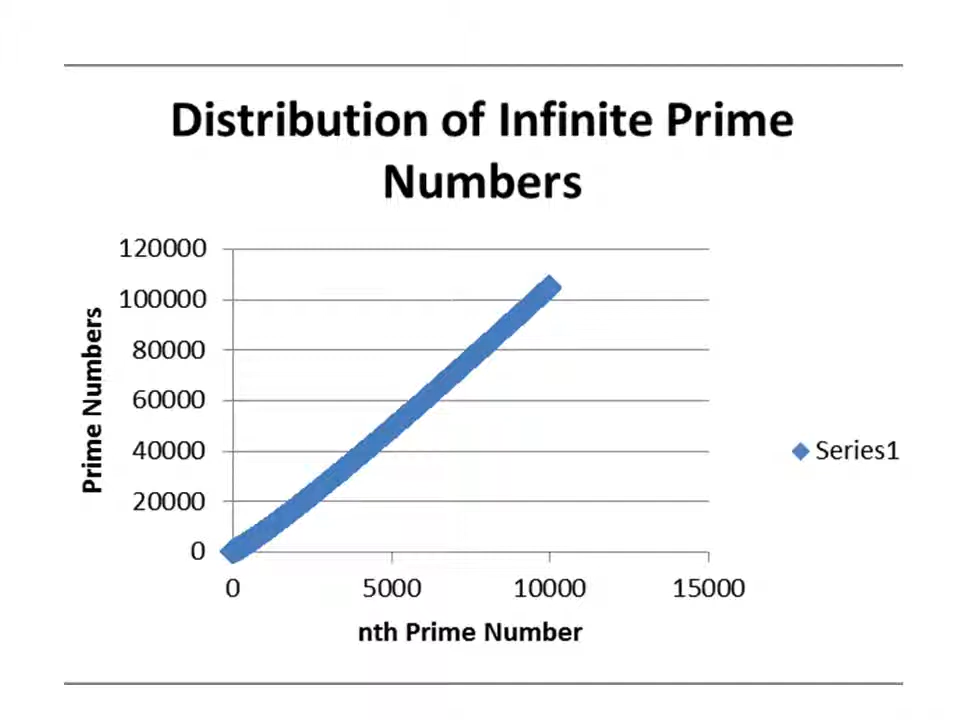 Distribution of Infinite Prime
Numbers
120000
100000
80000
60000
40000
20000
0
Prime Numbers
0 5000 10000 15000
nth Prime Number
Series1